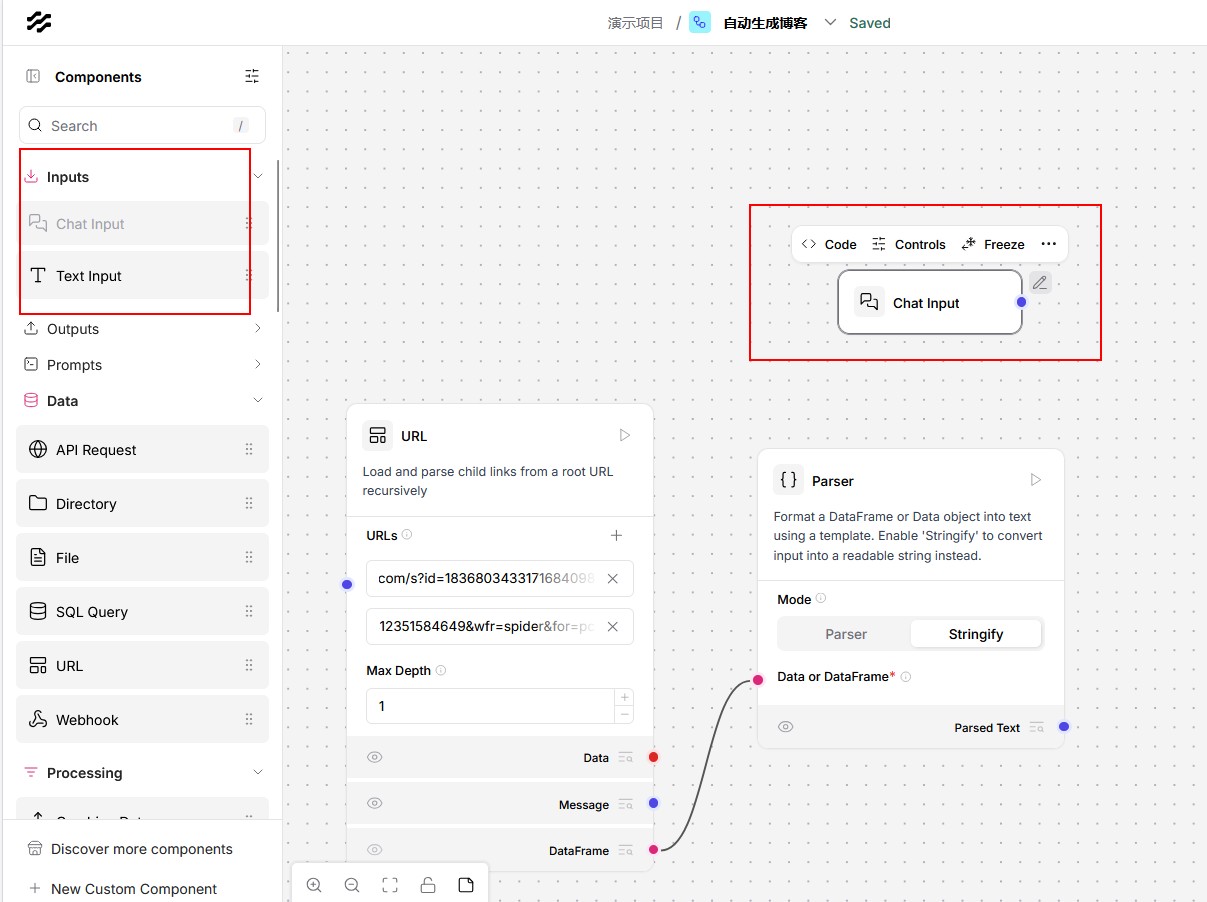 演示项目 / 自动生成博客 Saved
Components
Search /
Inputs
Chat Input
Text Input
Outputs
Prompts
Data
API Request
Directory
File
SQL Query
URL
Webhook
Processing
Discover more components
New Custom Component
Code Controls Freeze
Chat Input
URL
Load and parse child links from a root URL
recursively
URLs
com/s?id=1836803433171684098
12351584649&wfr=spider&for=pc
Max Depth
1
Data
Message
DataFrame
Parser
Format a DataFrame or Data object into text
using a template. Enable 'Stringify' to convert
input into a readable string instead.
Mode
Parser Stringify
Data or DataFrame*
Parsed Text